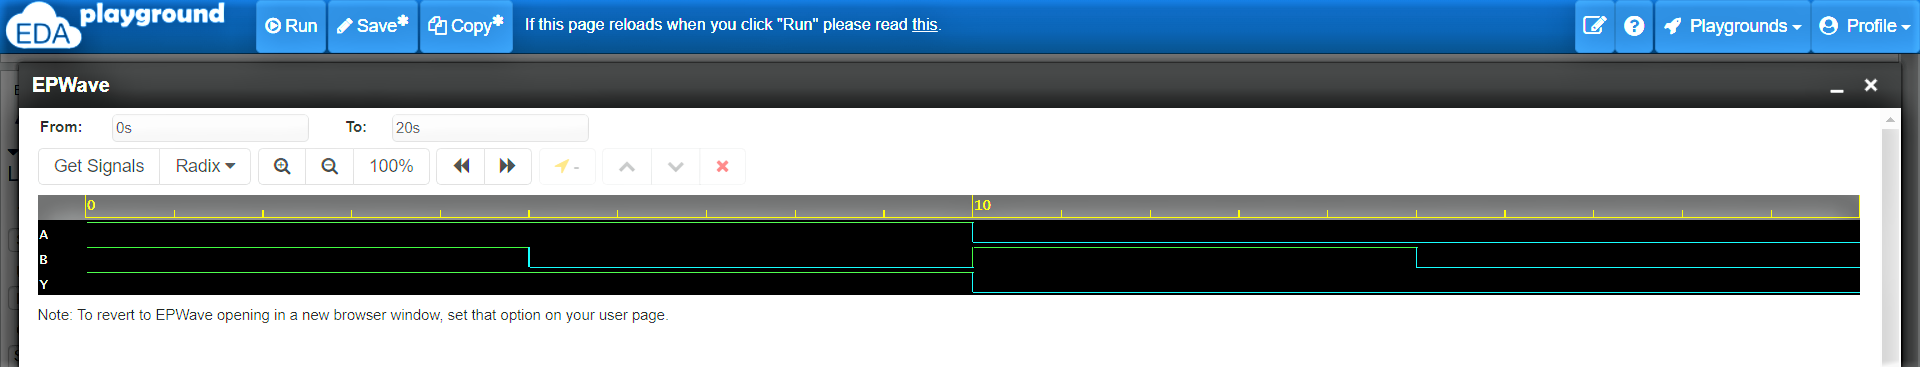 EDA playground
Run Save* Copy* If this page reloads when you click "Run" please read this. Playgrounds Profile
EPWave
From: 0s To: 20s
Get Signals Radix 100% -
0 10
A
B
Y
Note: To revert to EPWave opening in a new browser window, set that option on your user page.